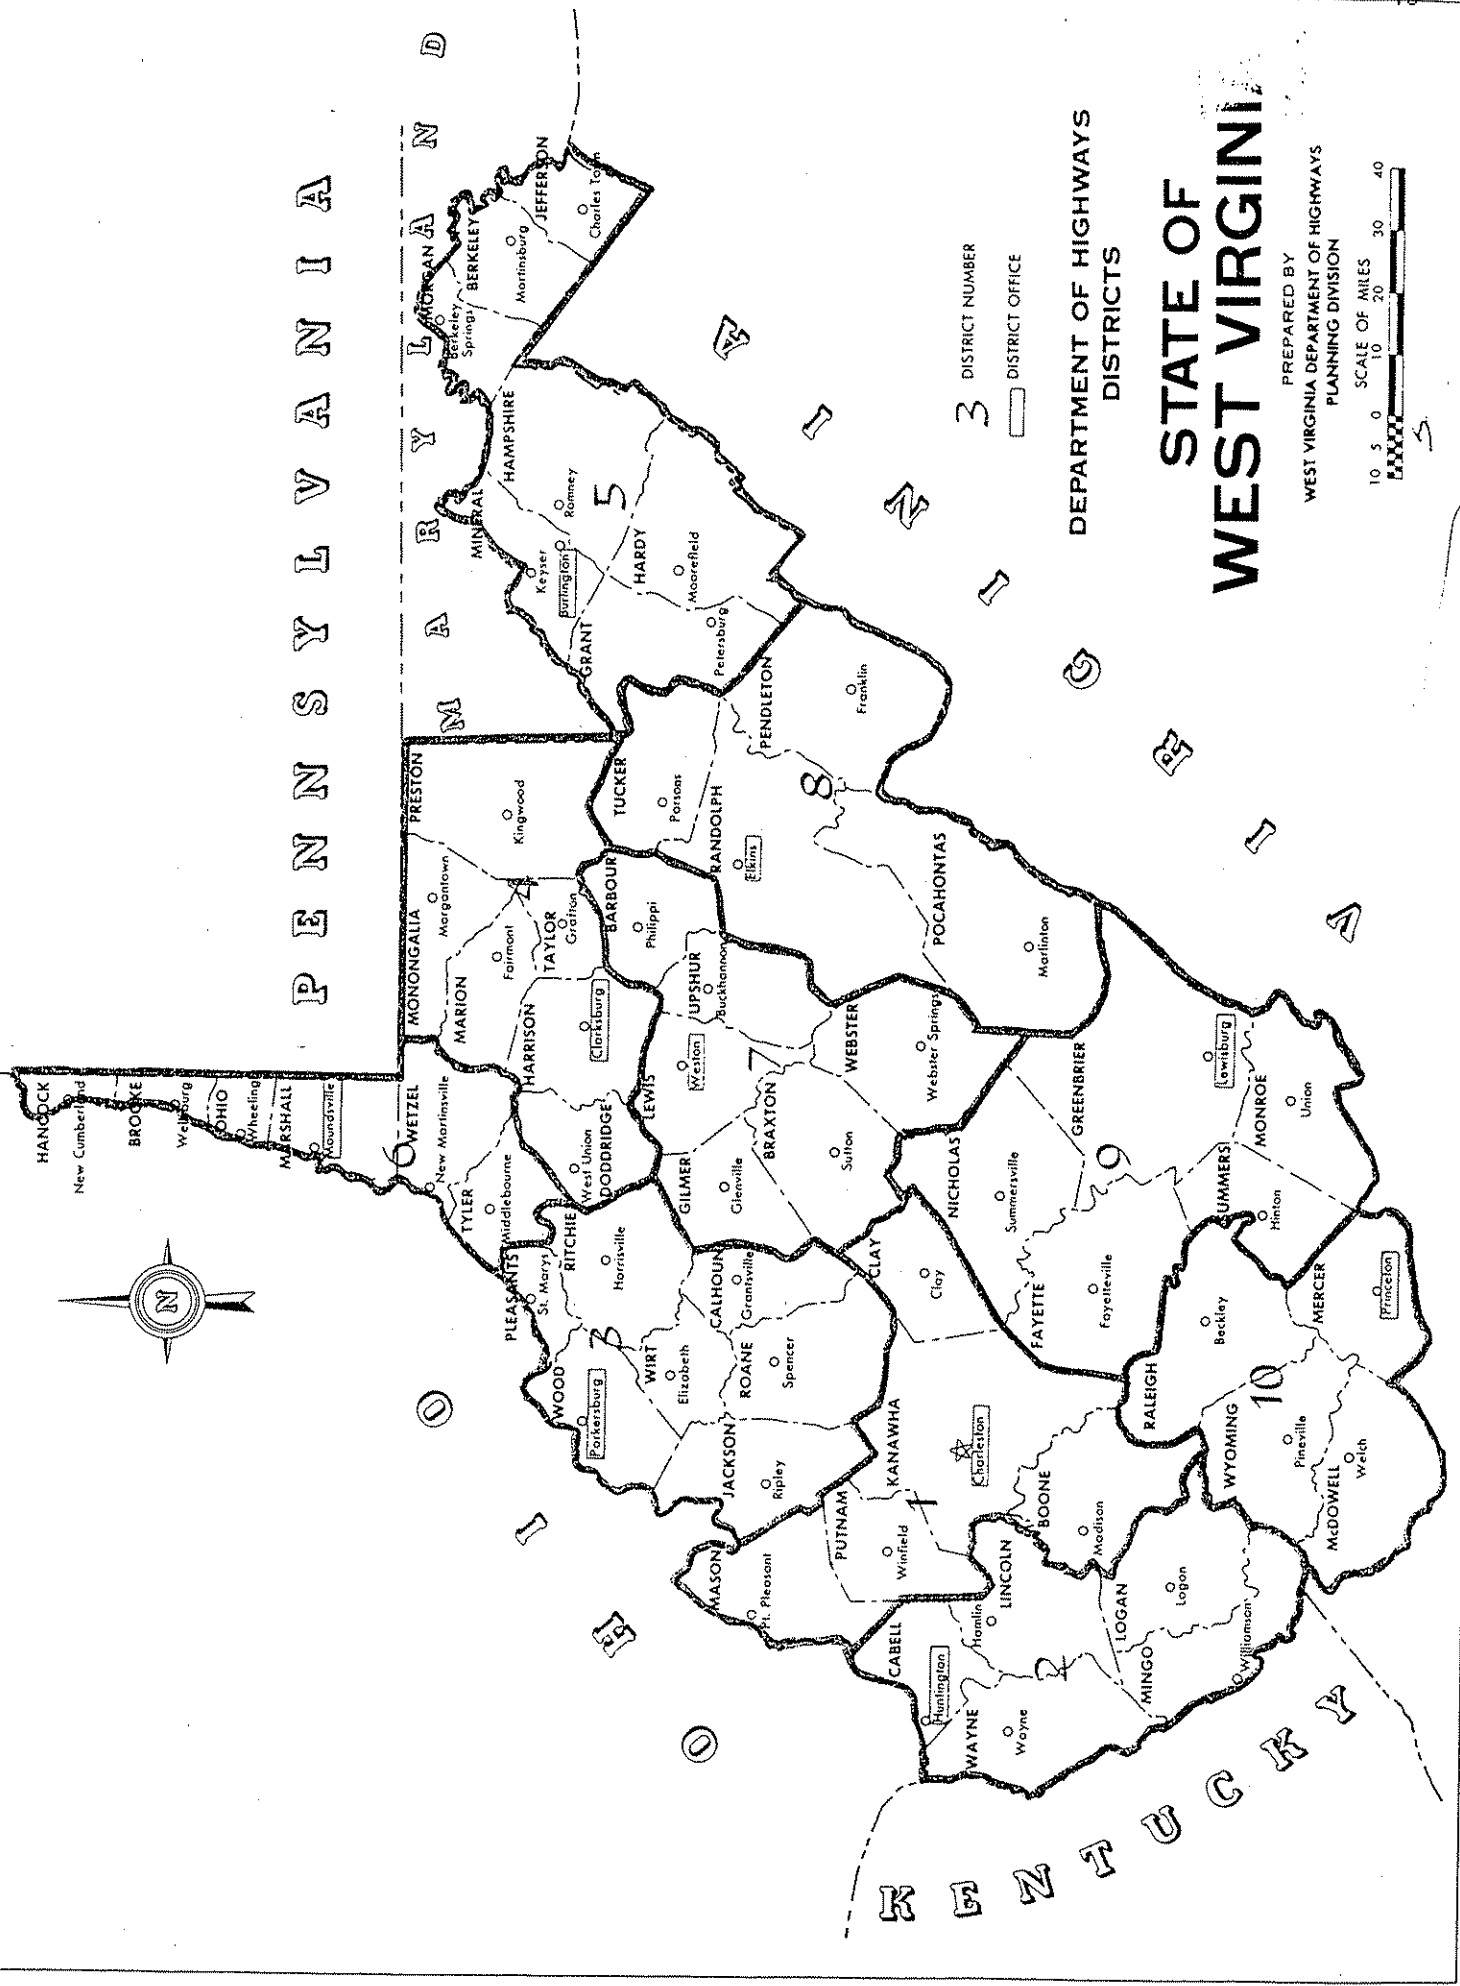 PENNSYLVANIA
MARYLAND
OHIO
KENTUCKY
VIRGINIA
N
HANCOCK
New Cumberland
BROOKE
Wellsburg
OHIO
Wheeling
MARSHALL
Moundsville
6
WETZEL
New Martinsville
TYLER
Middlebourne
PLEASANTS
St. Marys
RITCHIE
Harrisville
DODDRIDGE
West Union
WOOD
Parkersburg
3
WIRT
Elizabeth
CALHOUN
Grantsville
ROANE
Spencer
JACKSON
Ripley
MASON
Pt. Pleasant
PUTNAM
Winfield
1
KANAWHA
Charleston
CLAY
Clay
BOONE
Madison
CABELL
Huntington
WAYNE
Wayne
2
LINCOLN
Hamlin
LOGAN
Logan
MINGO
Williamson
MONONGALIA
Morgantown
PRESTON
Kingwood
MARION
Fairmont
4
TAYLOR
Grafton
HARRISON
Clarksburg
BARBOUR
Philippi
LEWIS
Weston
UPSHUR
Buckhannon
7
GILMER
Glenville
BRAXTON
Sutton
WEBSTER
Webster Springs
TUCKER
Parsons
RANDOLPH
Elkins
8
PENDLETON
Franklin
POCAHONTAS
Marlinton
MINERAL
Keyser
Burlington
HAMPSHIRE
Romney
5
GRANT
Petersburg
HARDY
Moorefield
MORGAN
Berkeley
Springs
BERKELEY
Martinsburg
JEFFERSON
Charles Town
NICHOLAS
Summersville
GREENBRIER
Lewisburg
9
FAYETTE
Fayetteville
SUMMERS
Hinton
MONROE
Union
RALEIGH
Beckley
10
MERCER
Princeton
WYOMING
Pineville
McDOWELL
Welch
3 DISTRICT NUMBER
DISTRICT OFFICE
DEPARTMENT OF HIGHWAYS
DISTRICTS
STATE OF
WEST VIRGINIA
PREPARED BY
WEST VIRGINIA DEPARTMENT OF HIGHWAYS
PLANNING DIVISION
SCALE OF MILES
10 5 0 10 20 30 40